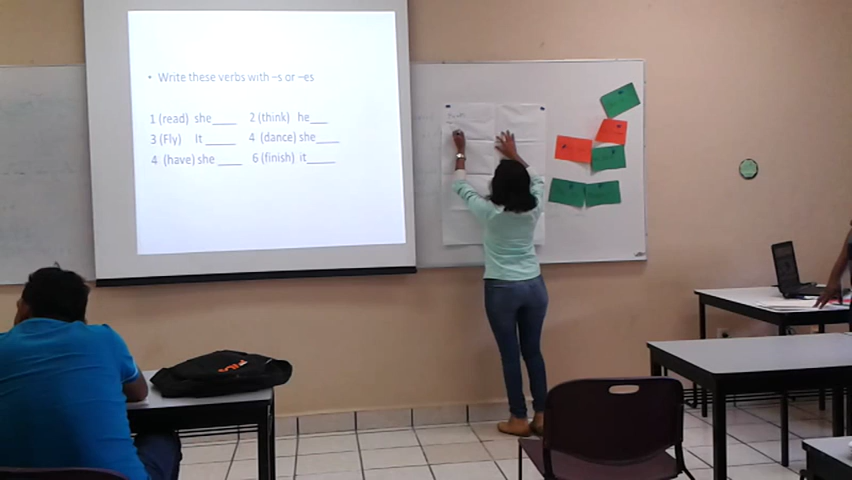 • Write these verbs with –s or –es
1 (read) she____ 2 (think) he___
3 (Fly) It _____ 4 (dance) she____
4 (have) she ____ 6 (finish) it_____